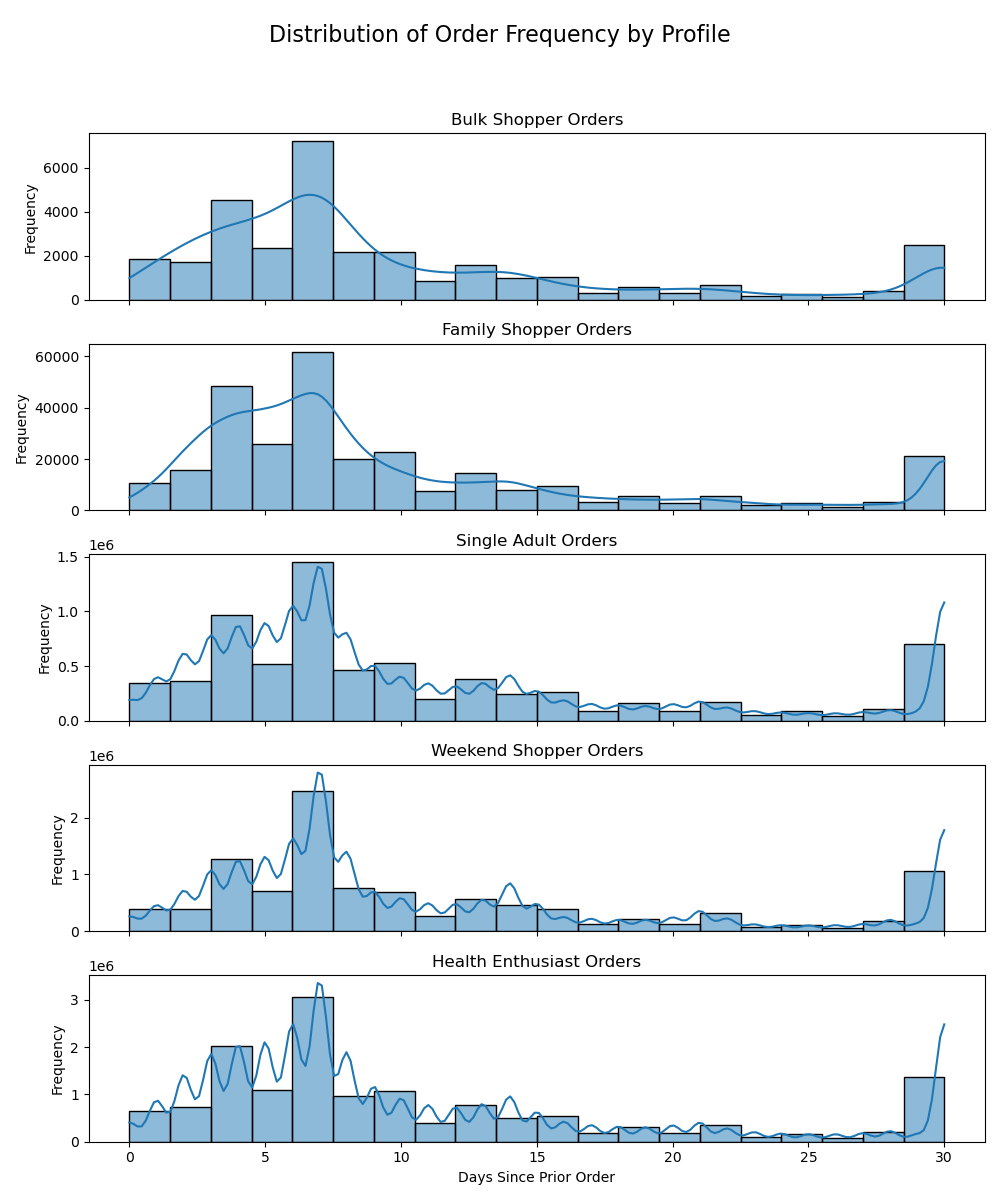 Distribution of Order Frequency by Profile
Bulk Shopper Orders
Frequency
6000
4000
2000
0
Family Shopper Orders
Frequency
60000
40000
20000
0
1e6
Single Adult Orders
Frequency
1.5
1.0
0.5
0.0
1e6
Weekend Shopper Orders
Frequency
2
1
0
1e6
Health Enthusiast Orders
Frequency
3
2
1
0
0 5 10 15 20 25 30
Days Since Prior Order